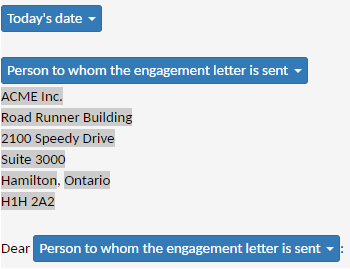 Today's date
Person to whom the engagement letter is sent
ACME Inc.
Road Runner Building
2100 Speedy Drive
Suite 3000
Hamilton, Ontario
H1H 2A2
Dear Person to whom the engagement letter is sent :